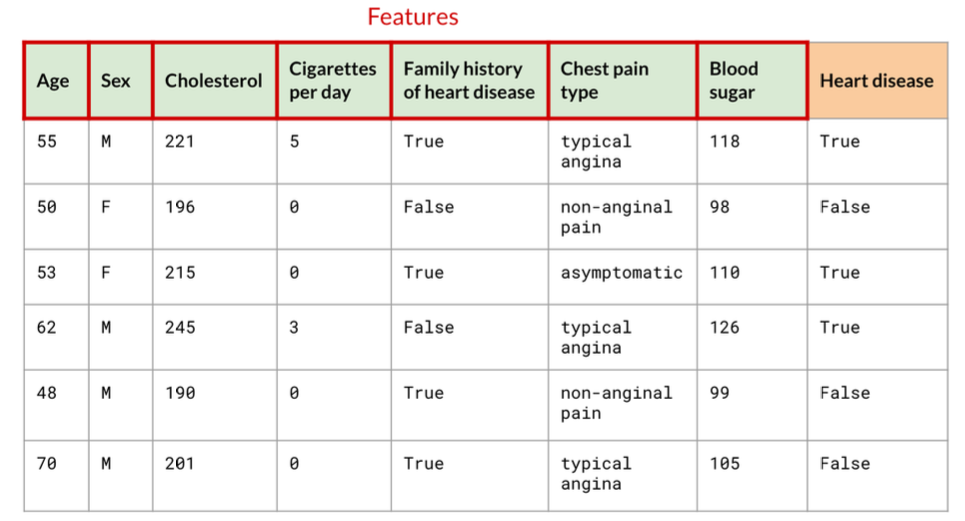 Features
Age Sex Cholesterol Cigarettes per day Family history of heart disease Chest pain type Blood sugar Heart disease
55 M 221 5 True typical angina 118 True
50 F 196 0 False non-anginal pain 98 False
53 F 215 0 True asymptomatic 110 True
62 M 245 3 False typical angina 126 True
48 M 190 0 True non-anginal pain 99 False
70 M 201 0 True typical angina 105 False